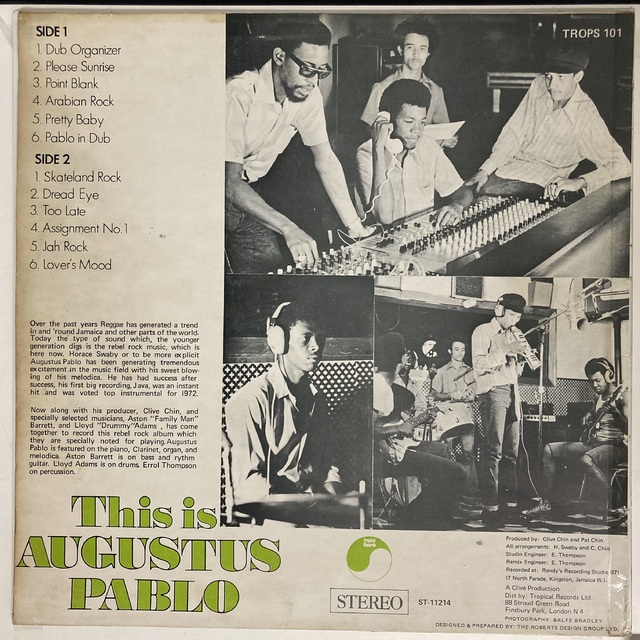 TROPS 101
SIDE 1
1. Dub Organizer
2. Please Sunrise
3. Point Blank
4. Arabian Rock
5. Pretty Baby
6. Pablo in Dub
SIDE 2
1. Skateland Rock
2. Dread Eye
3. Too Late
4. Assignment No.1
5. Jah Rock
6. Lover's Mood
Over the past years Reggae has generated a trend
in and 'round Jamaica and other parts of the world.
Today the type of sound which, the younger
generation digs is the rebel rock music, which is
here now. Horace Swaby or to be more explicit
Augustus Pablo has been generating tremendous
excitement in the music field with his sweet blow-
ing of his melodica. He has had success after
success, his first big recording, Java, was an instant
hit and was voted top instrumental for 1972.
Now along with his producer, Clive Chin, and
specially selected musicians, Aston "Family Man"
Barrett, and Lloyd "Drummy"Adams , has come
together to record this rebel rock album which
they are specially noted for playing. Augustus
Pablo is featured on the piano, Clarinet, organ, and
melodica. Aston Barrett is on bass and rythm
guitar. Lloyd Adams is on drums. Errol Thompson
on percussion.
This is
AUGUSTUS
PABLO
STEREO
ST-11214
Produced by: Clive Chin and Pat Chin
All arrangements: H. Swaby and C. Chin
Studio Engineer: E. Thompson
Remix Engineer: E. Thompson
Recorded at: Randy's Recording Studio
17 North Parade, Kingston, Jamaica W.I.
A Clive Production
Dist by: Tropical Records Ltd.
88 Stroud Green Road
Finsbury Park, London N 4
PHOTOGRAPHY: BALFE BRADLEY
DESIGNED & PREPARED BY: THE ROBERTS DESIGN GROUP LTD.